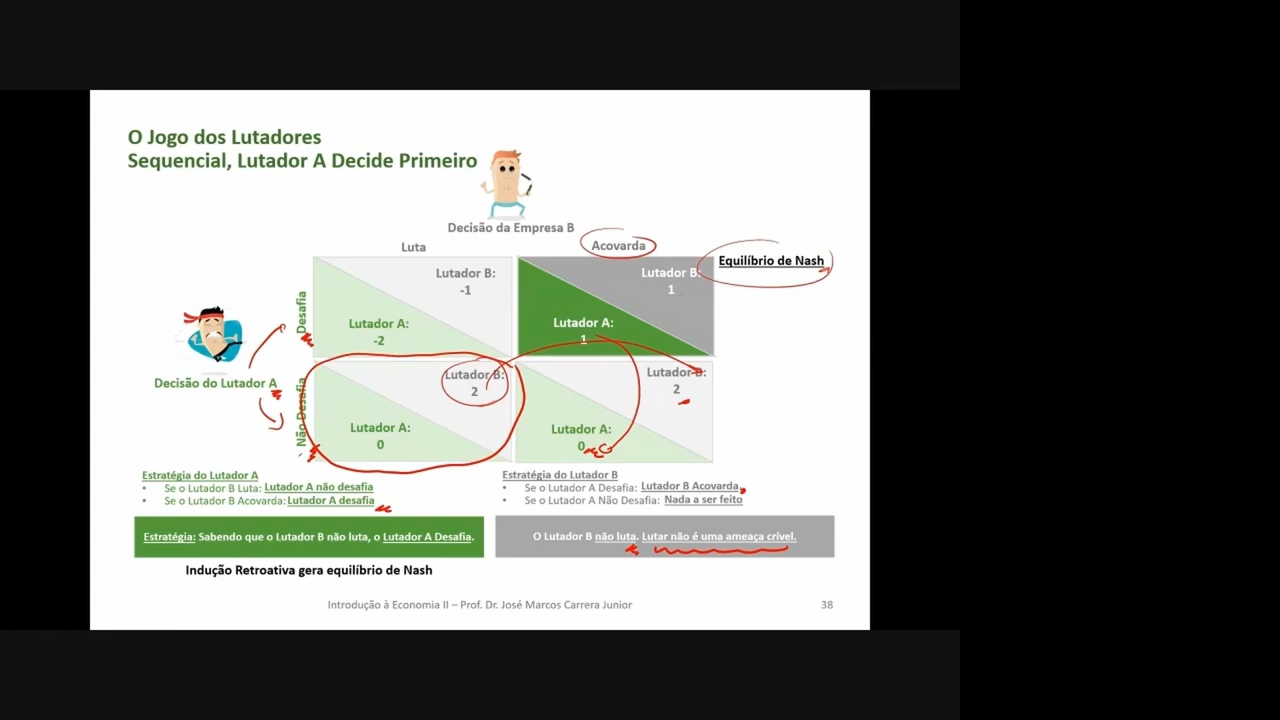 O Jogo dos Lutadores
Sequencial, Lutador A Decide Primeiro
Decisão da Empresa B
Luta
Acovarda
Equilíbrio de Nash
Desafia
Lutador B:
-1
Lutador A:
-2
Lutador B:
1
Lutador A:
1
Decisão do Lutador A
Não Desafia
Lutador B:
2
Lutador A:
0
Lutador B:
2
Lutador A:
0
Estratégia do Lutador A
• Se o Lutador B Luta: Lutador A não desafia
• Se o Lutador B Acovarda: Lutador A desafia
Estratégia do Lutador B
• Se o Lutador A Desafia: Lutador B Acovarda
• Se o Lutador A Não Desafia: Nada a ser feito
Estratégia: Sabendo que o Lutador B não luta, o Lutador A Desafia.
O Lutador B não luta. Lutar não é uma ameaça crível.
Indução Retroativa gera equilíbrio de Nash
Introdução à Economia II – Prof. Dr. José Marcos Carrera Junior
38